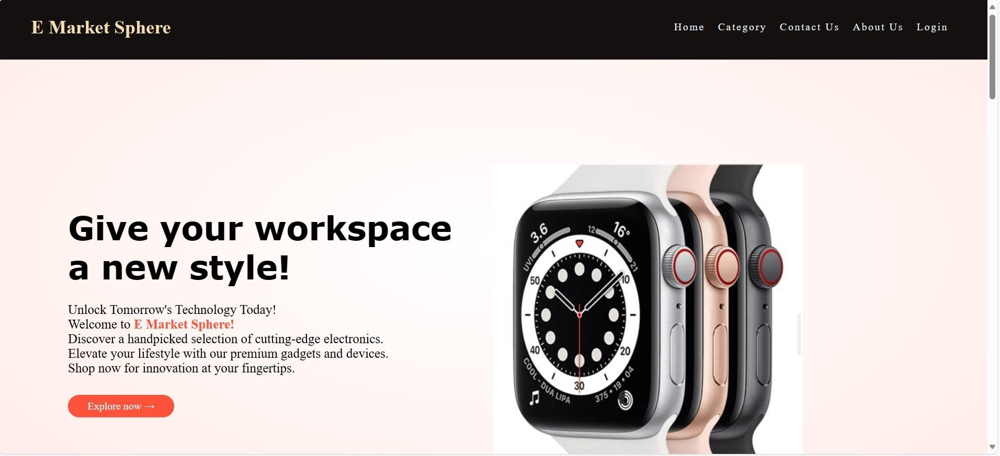 E Market Sphere
Home Category Contact Us About Us Login
Give your workspace
a new style!
Unlock Tomorrow's Technology Today!
Welcome to E Market Sphere!
Discover a handpicked selection of cutting-edge electronics.
Elevate your lifestyle with our premium gadgets and devices.
Shop now for innovation at your fingertips.
Explore now →
3.6
12 16°
UVI
21
50
10
40
20
30
COOL - DUA LIPA
375 • 19 • 04